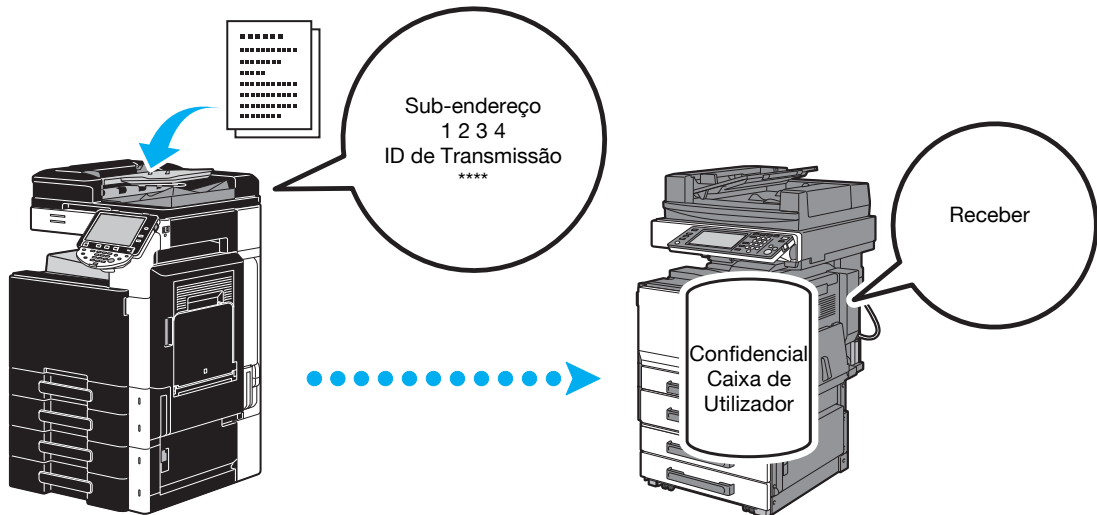 Sub-endereço
1 2 3 4
ID de Transmissão
****
Receber
Confidencial
Caixa de
Utilizador